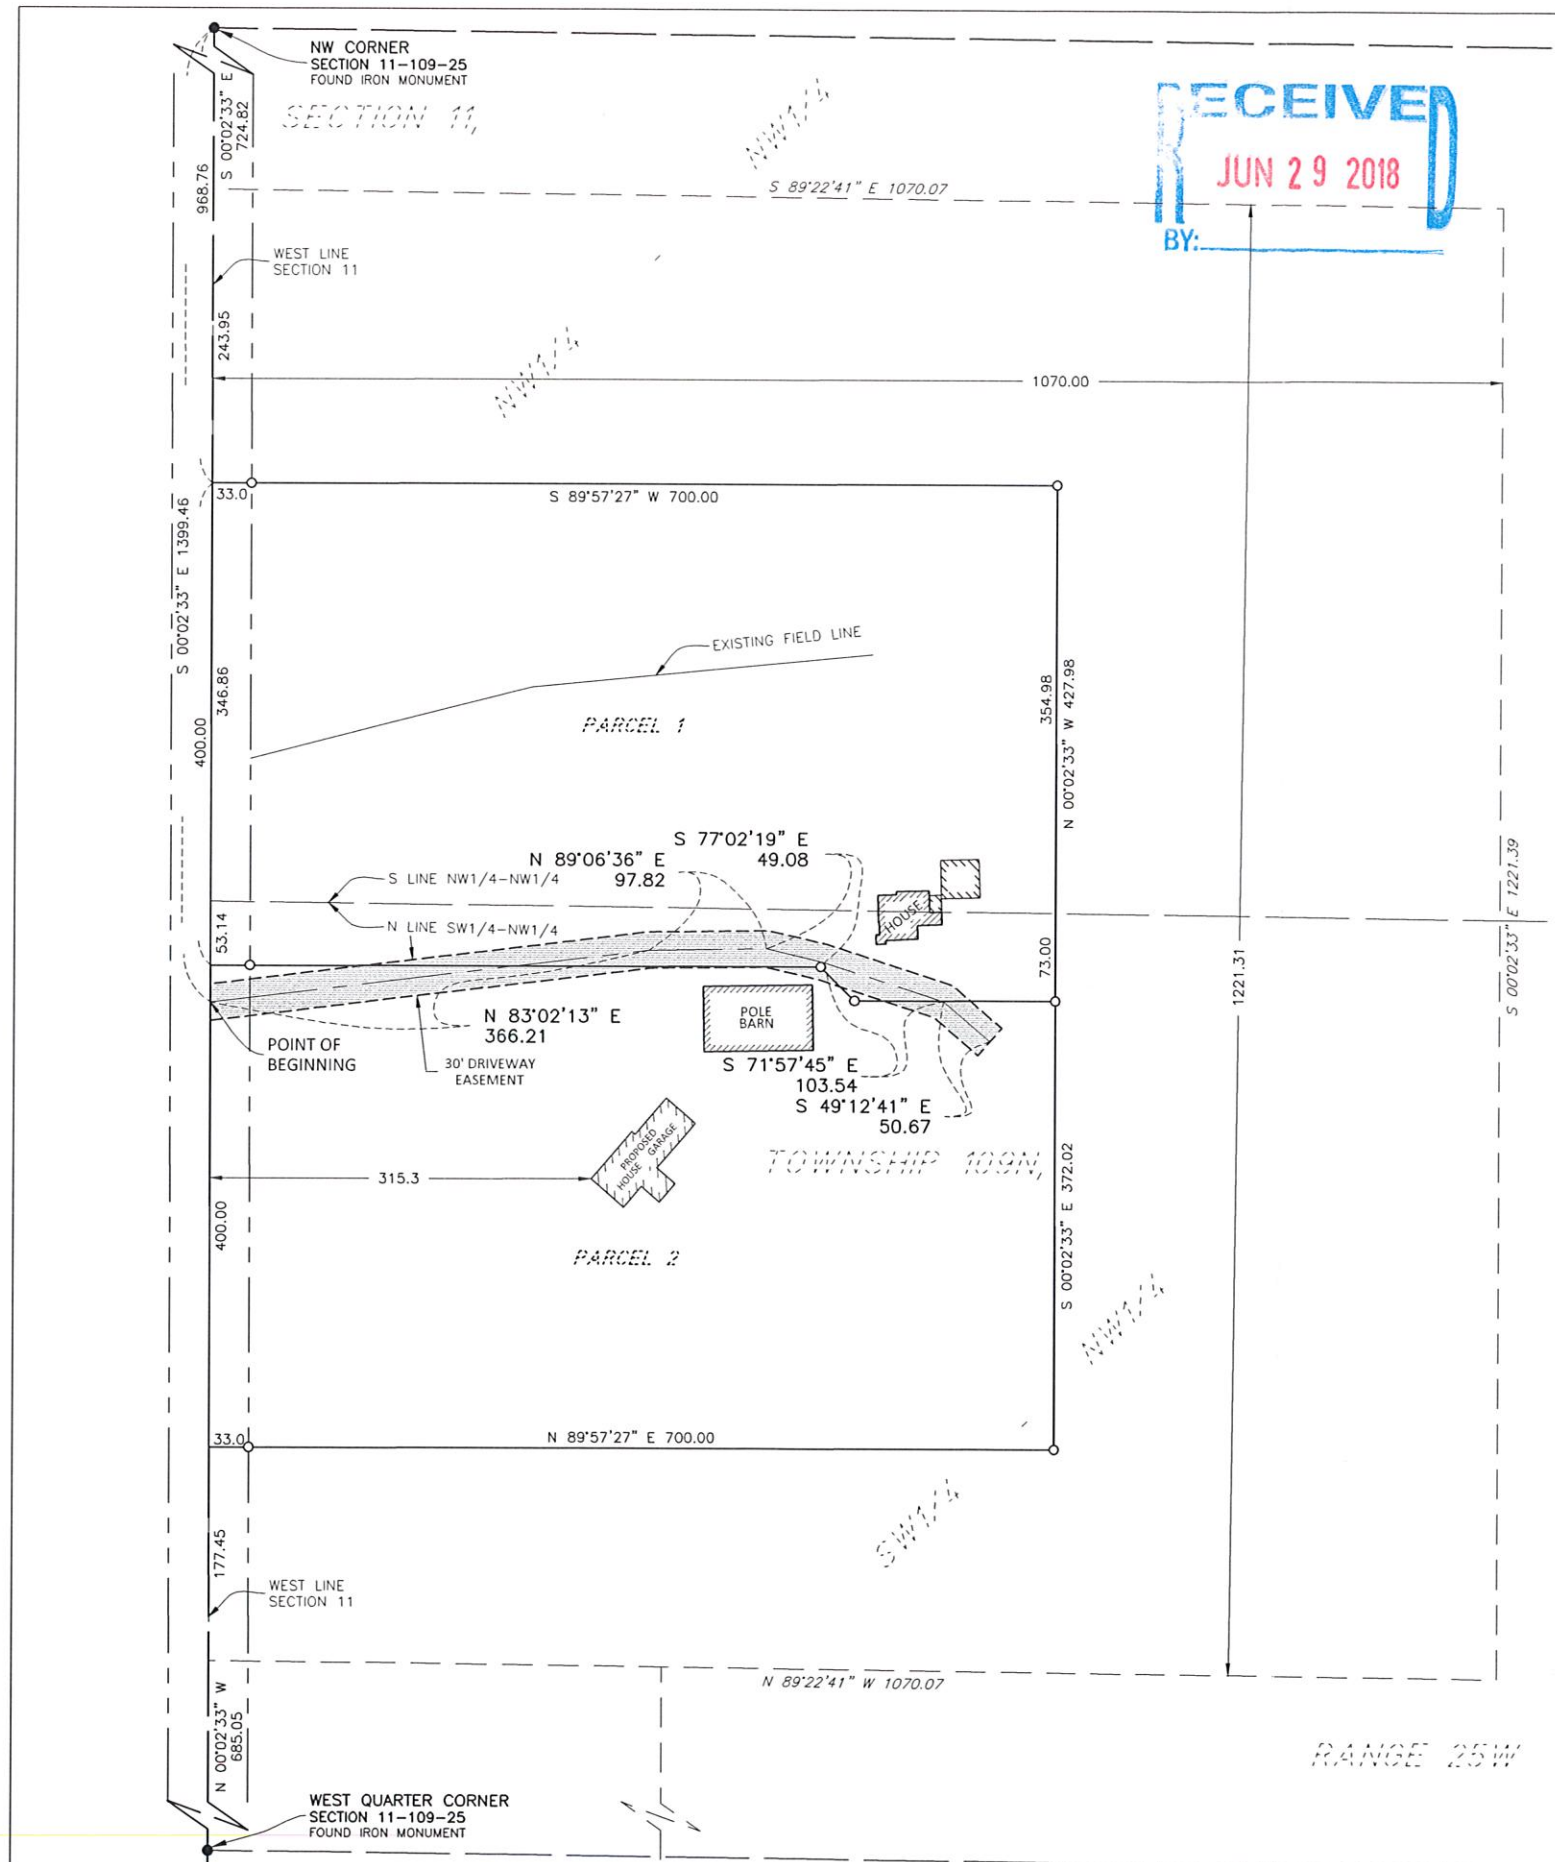 NW CORNER
SECTION 11-109-25
FOUND IRON MONUMENT
SECTION 11,
S 00°02'33" E
724.82
968.76
NW1/4
RECEIVED
JUN 29 2018
BY:
S 89°22'41" E 1070.07
WEST LINE
SECTION 11
243.95
NW1/4
1070.00
33.0
S 89°57'27" W 700.00
S 00°02'33" E 1399.46
EXISTING FIELD LINE
346.86
400.00
PARCEL 1
354.98
N 00°02'33" W 427.98
S 77°02'19" E
49.08
N 89°06'36" E
97.82
S LINE NW1/4-NW1/4
N LINE SW1/4-NW1/4
53.14
HOUSE
73.00
1221.31
S 00°02'33" E 1221.39
POLE
BARN
N 83°02'13" E
366.21
POINT OF
BEGINNING
30' DRIVEWAY
EASEMENT
S 71°57'45" E
103.54
S 49°12'41" E
50.67
PROPOSED
HOUSE GARAGE
TOWNSHIP 109N,
315.3
400.00
S 00°02'33" E 372.02
PARCEL 2
NW1/4
33.0
N 89°57'27" E 700.00
SW1/4
177.45
WEST LINE
SECTION 11
N 89°22'41" W 1070.07
N 00°02'33" W
685.05
RANGE 25W
WEST QUARTER CORNER
SECTION 11-109-25
FOUND IRON MONUMENT